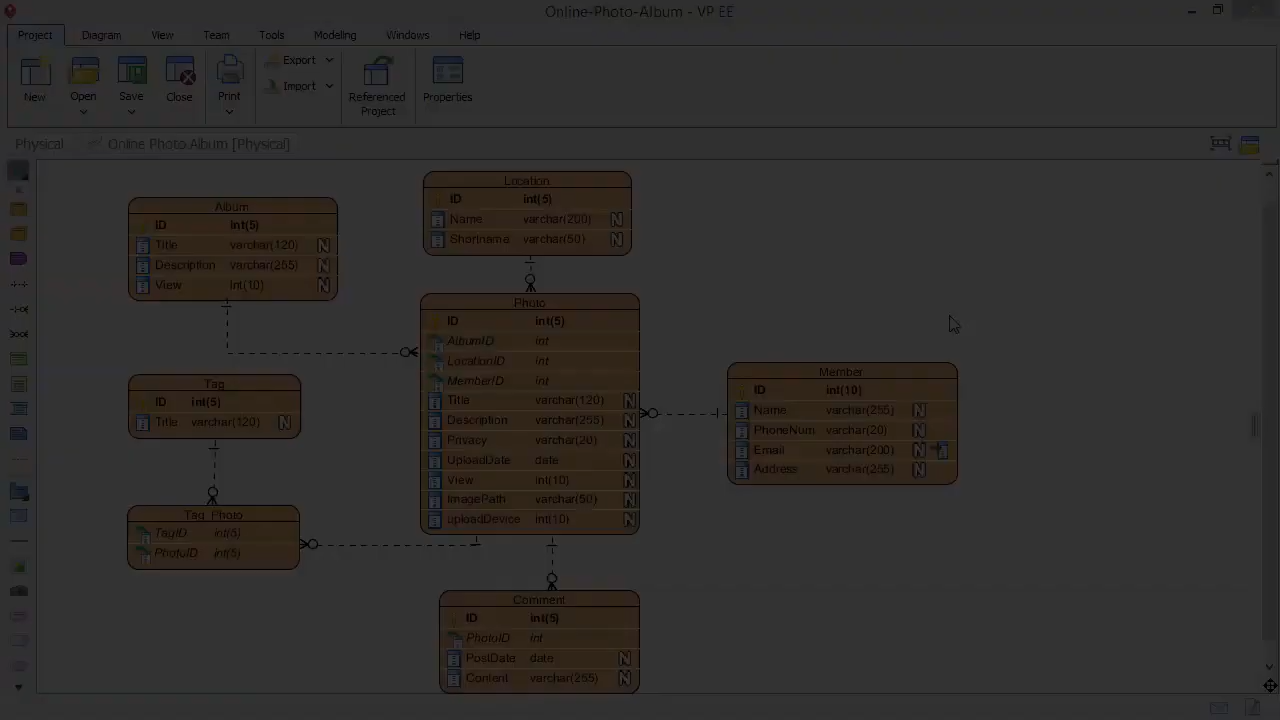 Online-Photo-Album - VP EE
Project Diagram View Team Tools Modeling Windows Help
New Open Save Close Print Export Import Referenced Project Properties
Physical Online Photo Album [Physical]
Location
ID int(5)
Name varchar(200) N
Shortname varchar(50) N
Album
ID int(5)
Title varchar(120) N
Description varchar(255) N
View int(10) N
Photo
ID int(5)
AlbumID int
LocationID int
MemberID int
Title varchar(120) N
Description varchar(255) N
Privacy varchar(20) N
UploadDate date N
View int(10) N
ImagePath varchar(50) N
uploadDevice int(10) N
Tag
ID int(5)
Title varchar(120) N
Member
ID int(10)
Name varchar(255) N
PhoneNum varchar(20) N
Email varchar(200) N
Address varchar(255) N
Tag_Photo
TagID int(5)
PhotoID int(5)
Comment
ID int(5)
PhotoID int
PostDate date N
Content varchar(255) N